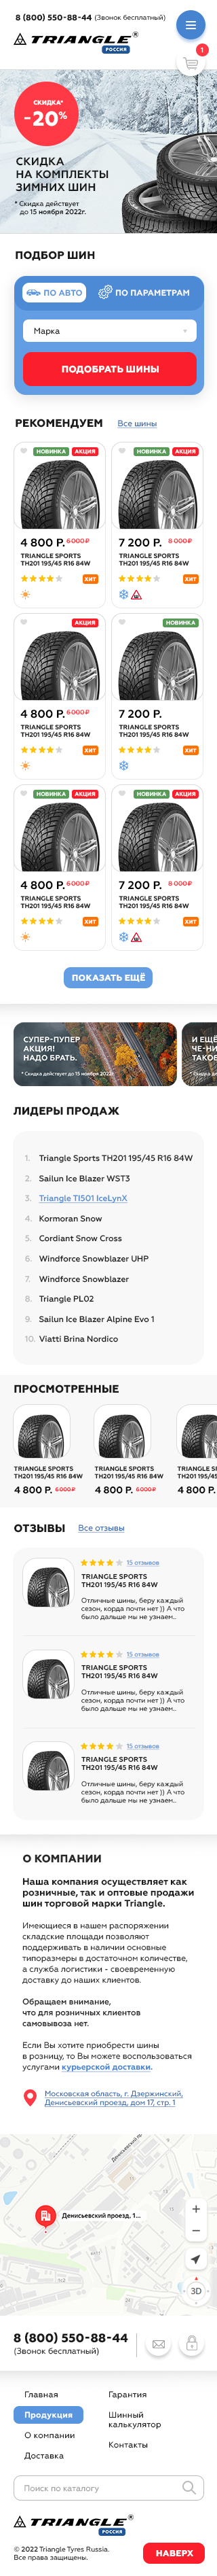 8 (800) 550-88-44 (Звонок бесплатный)
TRIANGLE®
РОССИЯ
1
СКИДКА*
-20%
СКИДКА
НА КОМПЛЕКТЫ
ЗИМНИХ ШИН
* Скидка действует
до 15 ноября 2022г.
ПОДБОР ШИН
ПО АВТО
ПО ПАРАМЕТРАМ
Марка
ПОДОБРАТЬ ШИНЫ
РЕКОМЕНДУЕМ Все шины
НОВИНКА АКЦИЯ
4 800 Р. 6 000 ₽
TRIANGLE SPORTS
TH201 195/45 R16 84W
ХИТ
НОВИНКА АКЦИЯ
7 200 Р. 8 000 ₽
TRIANGLE SPORTS
TH201 195/45 R16 84W
ХИТ
АКЦИЯ
4 800 Р. 6 000 ₽
TRIANGLE SPORTS
TH201 195/45 R16 84W
ХИТ
НОВИНКА
7 200 Р.
TRIANGLE SPORTS
TH201 195/45 R16 84W
ХИТ
НОВИНКА АКЦИЯ
4 800 Р. 6 000 ₽
TRIANGLE SPORTS
TH201 195/45 R16 84W
ХИТ
НОВИНКА АКЦИЯ
7 200 Р. 8 000 ₽
TRIANGLE SPORTS
TH201 195/45 R16 84W
ХИТ
ПОКАЗАТЬ ЕЩЁ
СУПЕР-ПУПЕР
АКЦИЯ!
НАДО БРАТЬ.
* Скидка действует до 15 ноября 2022г.
И ЕЩЁ
ЧЕ-НИ
ТАКОЕ
* Скидка де
ЛИДЕРЫ ПРОДАЖ
1. Triangle Sports TH201 195/45 R16 84W
2. Sailun Ice Blazer WST3
3. Triangle TI501 IceLynX
4. Kormoran Snow
5. Cordiant Snow Cross
6. Windforce Snowblazer UHP
7. Windforce Snowblazer
8. Triangle PL02
9. Sailun Ice Blazer Alpine Evo 1
10. Viatti Brina Nordico
ПРОСМОТРЕННЫЕ
TRIANGLE SPORTS
TH201 195/45 R16 84W
4 800 Р. 6 000 ₽
TRIANGLE SPORTS
TH201 195/45 R16 84W
4 800 Р. 6 000 ₽
TRIANGLE SPORTS
TH201 195/45
4 800 Р.
ОТЗЫВЫ Все отзывы
15 отзывов
TRIANGLE SPORTS
TH201 195/45 R16 84W
Отличные шины, беру каждый
сезон, корда почти нет )) А что
было дальше мы не узнаем..
15 отзывов
TRIANGLE SPORTS
TH201 195/45 R16 84W
Отличные шины, беру каждый
сезон, корда почти нет )) А что
было дальше мы не узнаем..
15 отзывов
TRIANGLE SPORTS
TH201 195/45 R16 84W
Отличные шины, беру каждый
сезон, корда почти нет )) А что
было дальше мы не узнаем..
О КОМПАНИИ
Наша компания осуществляет как
розничные, так и оптовые продажи
шин торговой марки Triangle.
Имеющиеся в нашем распоряжении
складские площади позволяют
поддерживать в наличии основные
типоразмеры в достаточном количестве,
а служба логистики - своевременную
доставку до наших клиентов.
Обращаем внимание,
что для розничных клиентов
самовывоза нет.
Если Вы хотите приобрести шины
в розницу, то Вы можете воспользоваться
услугами курьерской доставки.
Московская область, г. Дзержинский,
Денисьевский проезд, дом 17, стр. 1
Денисьевский проезд, 1...
3D
8 (800) 550-88-44
(Звонок бесплатный)
Главная
Продукция
О компании
Доставка
Гарантия
Шинный
калькулятор
Контакты
Поиск по каталогу
TRIANGLE®
РОССИЯ
© 2022 Triangle Tyres Russia.
Все права защищены.
НАВЕРХ